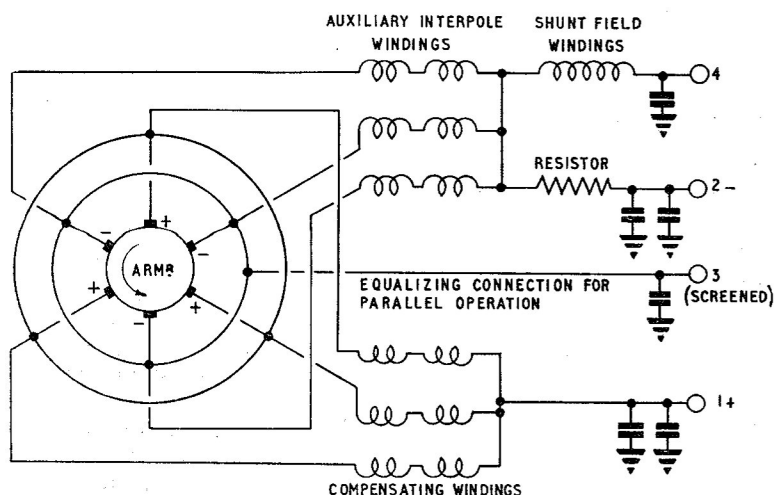 AUXILIARY INTERPOLE
WINDINGS
SHUNT FIELD
WINDINGS
4
RESISTOR
2-
+
-
-
ARMR
+
+
-
EQUALIZING CONNECTION FOR
PARALLEL OPERATION
3
(SCREENED)
1+
COMPENSATING WINDINGS